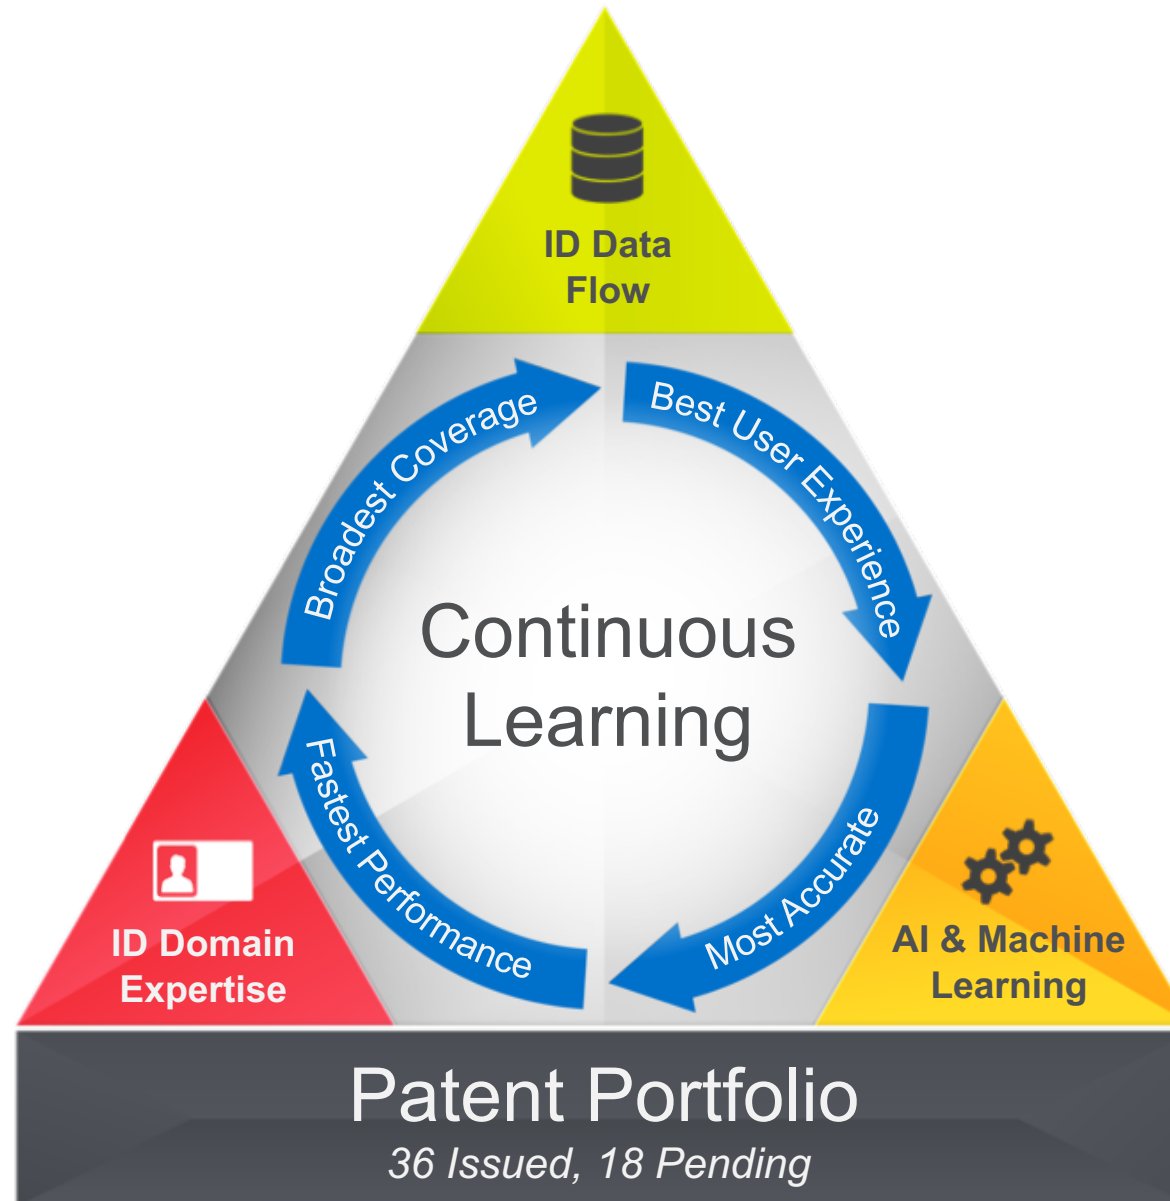 ID Data
Flow
Broadest Coverage
Best User Experience
Continuous
Learning
Fastest Performance
Most Accurate
ID Domain
Expertise
AI & Machine
Learning
Patent Portfolio
36 Issued, 18 Pending